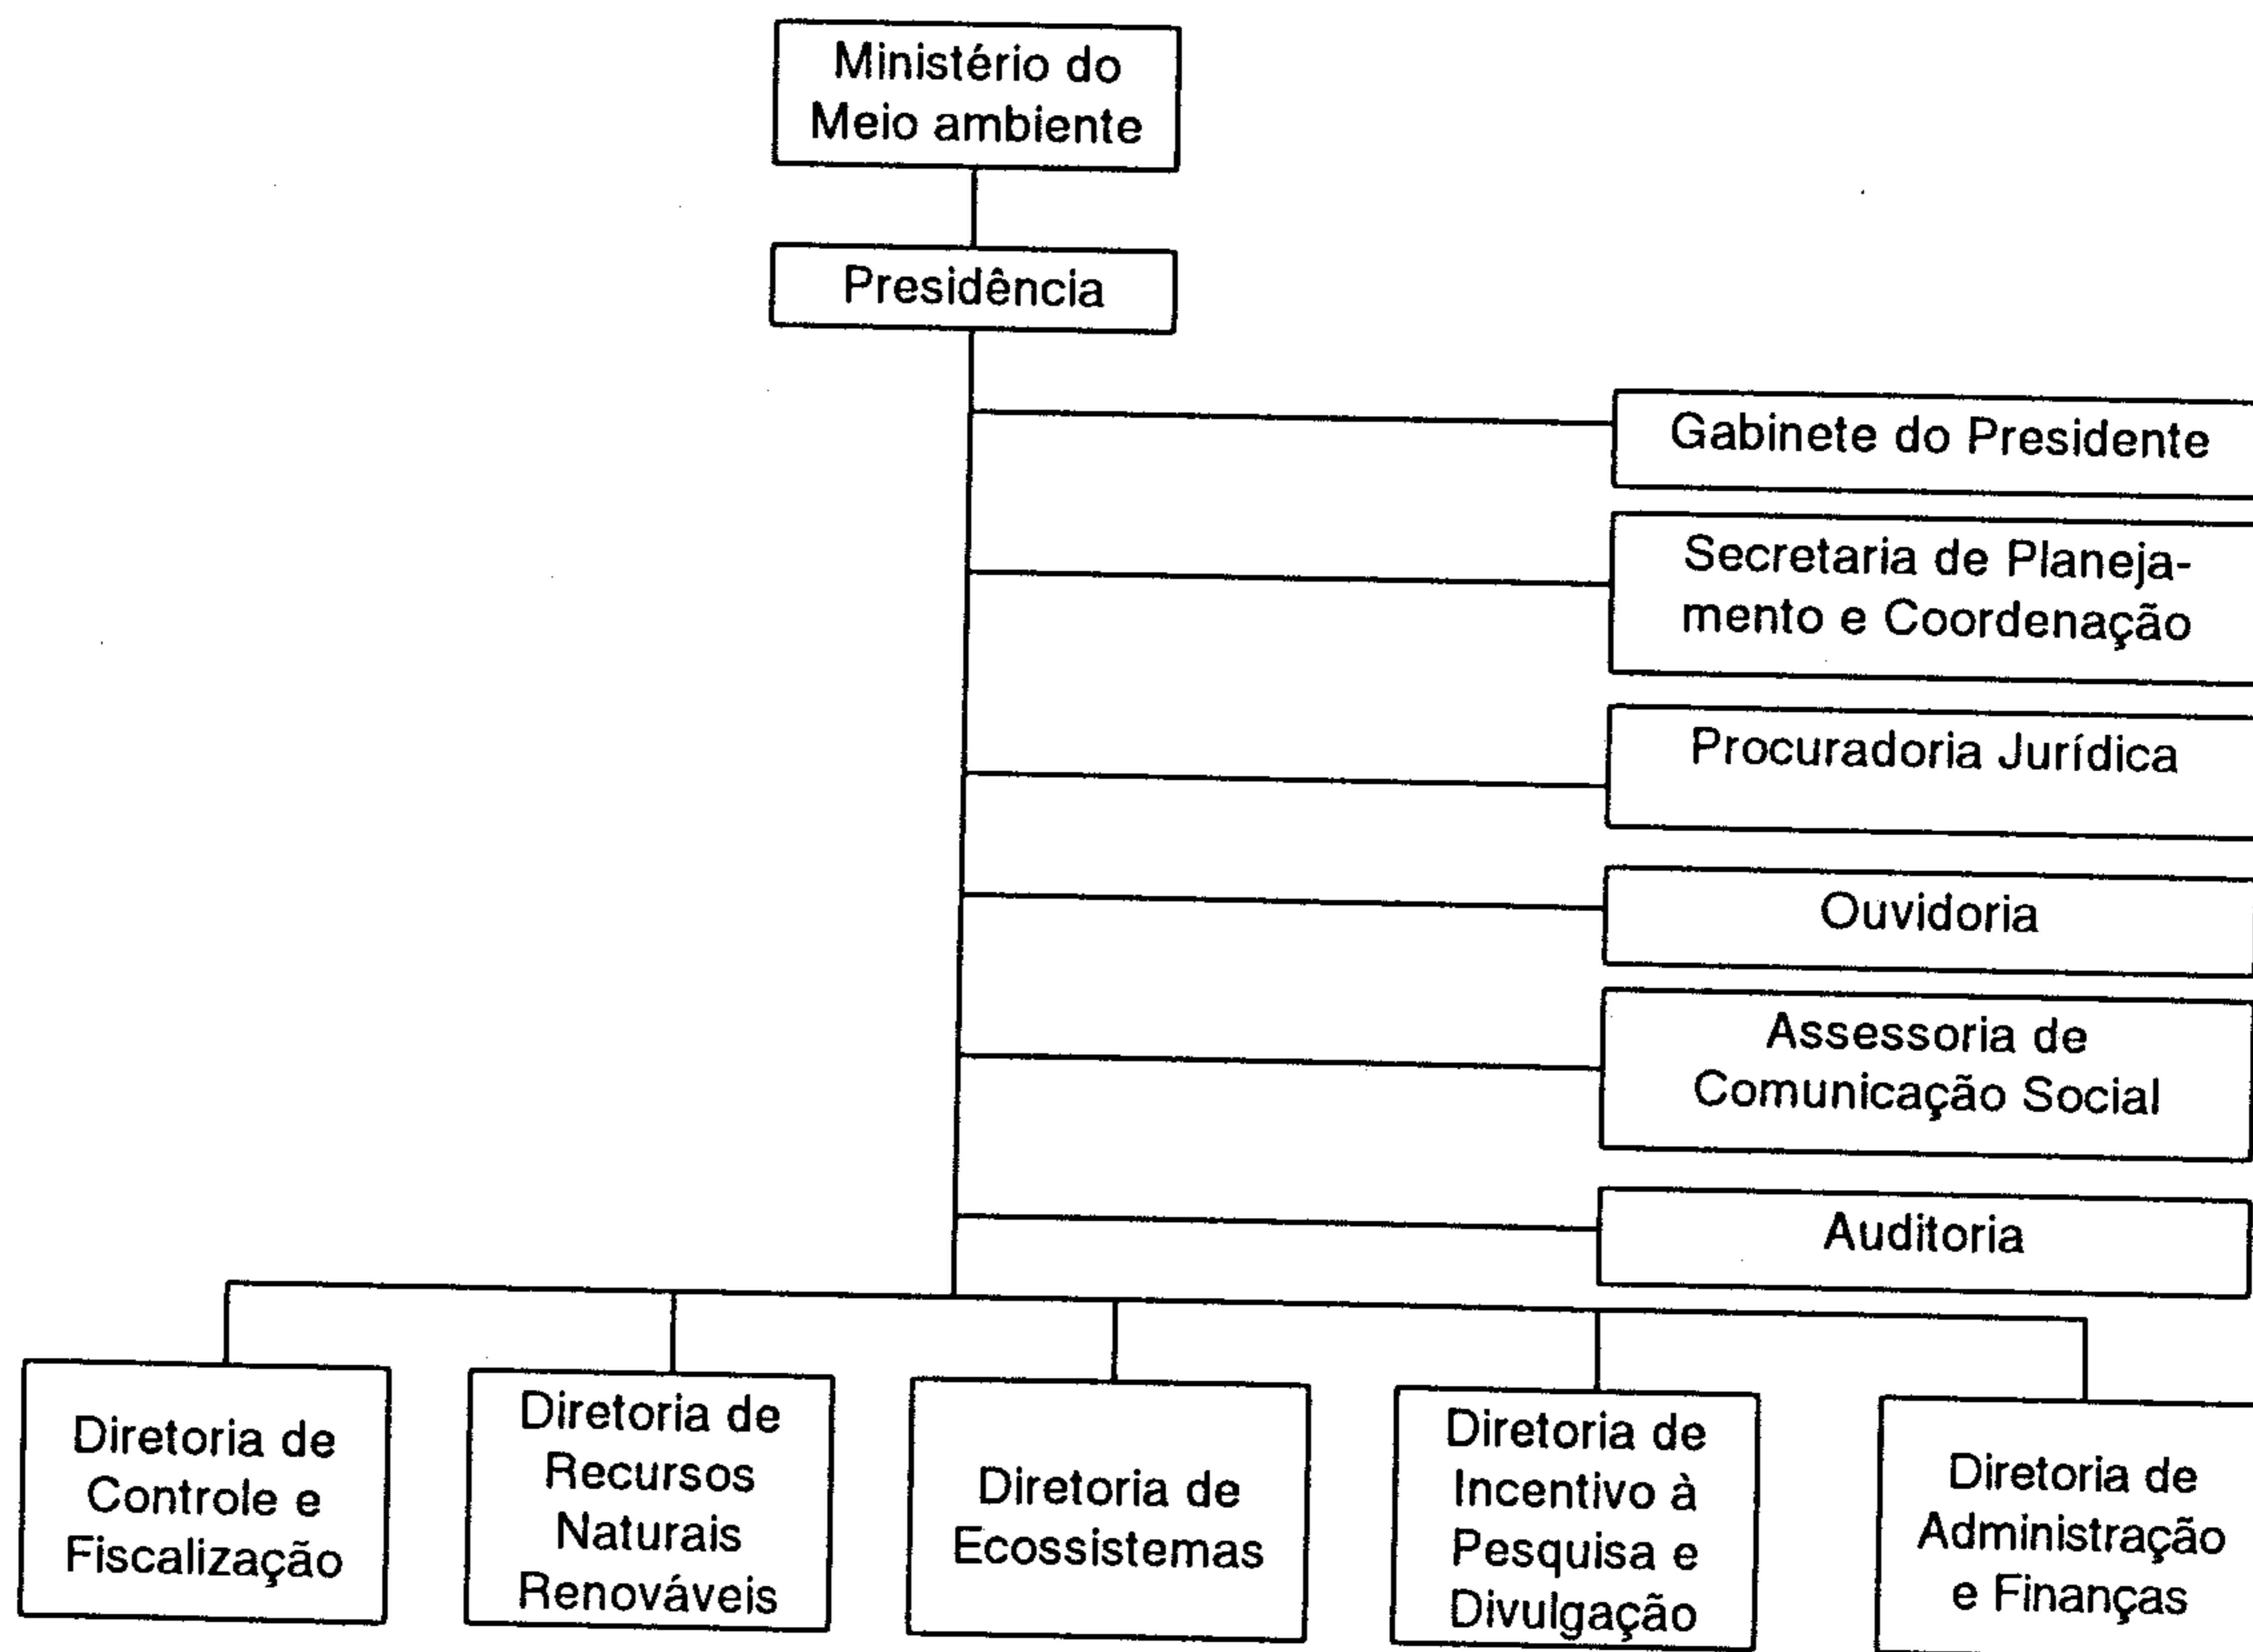 Ministério do
Meio ambiente
Presidência
Gabinete do Presidente
Secretaria de Planeja-
mento e Coordenação
Procuradoria Jurídica
Ouvidoria
Assessoria de
Comunicação Social
Auditoria
Diretoria de
Controle e
Fiscalização
Diretoria de
Recursos
Naturais
Renováveis
Diretoria de
Ecossistemas
Diretoria de
Incentivo à
Pesquisa e
Divulgação
Diretoria de
Administração
e Finanças